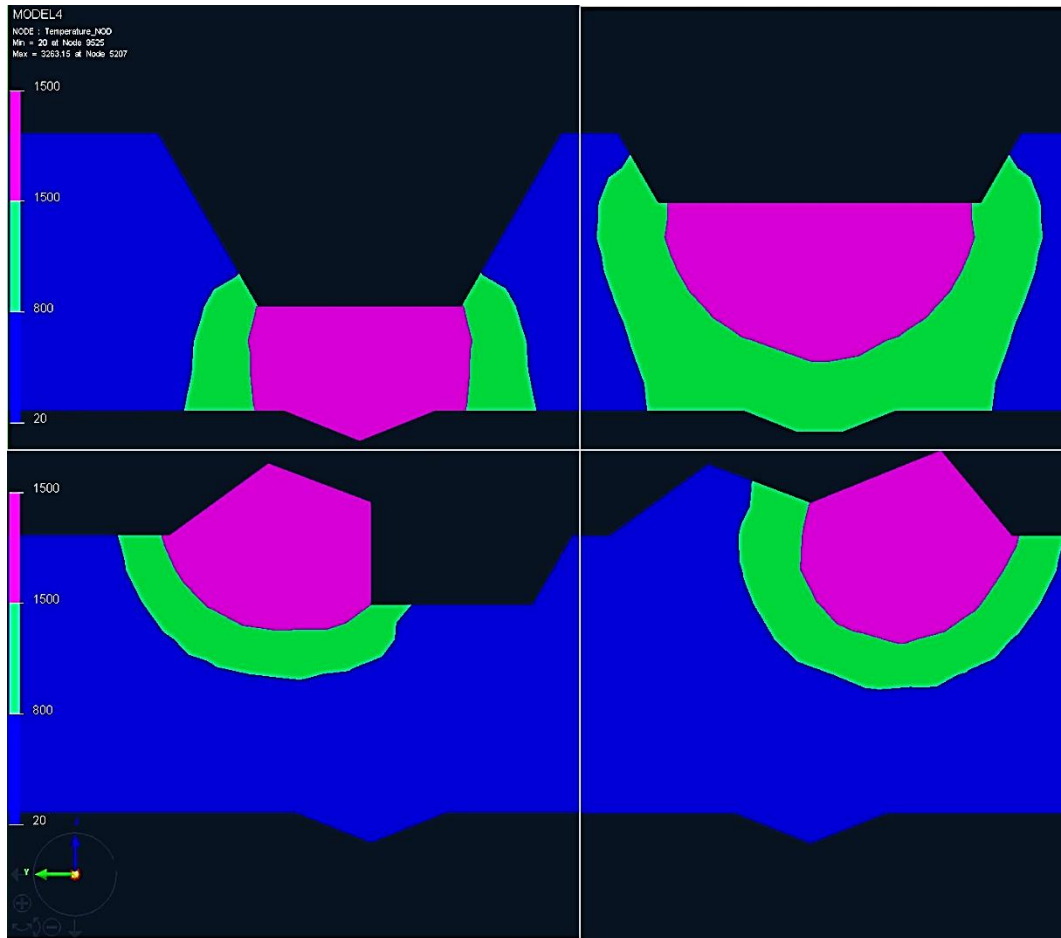 MODEL4
NODE : Temperature_NOD
Min = 20 at Node 9525
Max = 3263.15 at Node 5207
1500
1500
800
20
1500
1500
800
20
Y